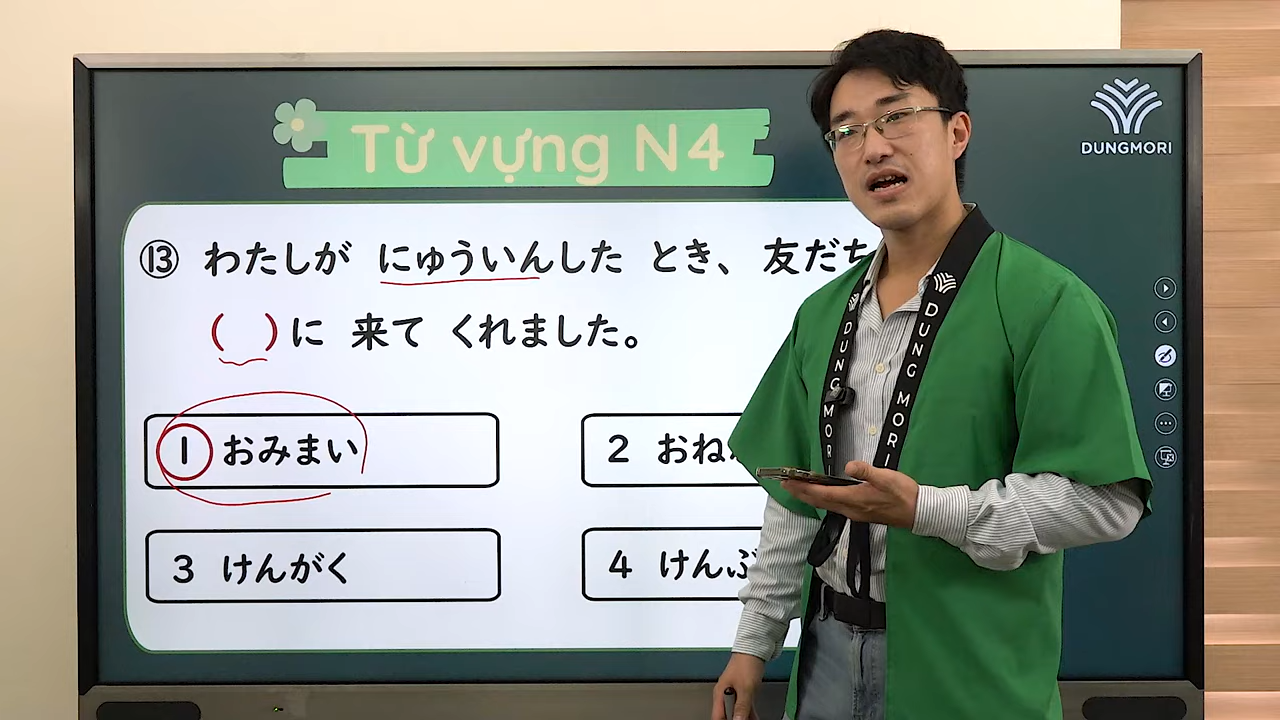 Từ vựng N4
DUNGMORI
⑬ わたしが にゅういんした とき、 友だち
( )に 来て くれました。
1 おみまい
2 おね
3 けんがく
4 けんぶ
DUNG MORI
DUNG MORI